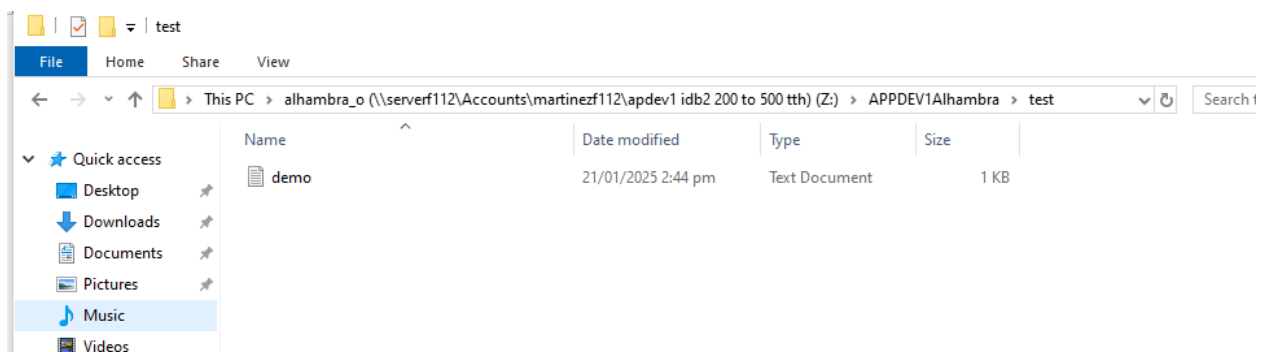 test
File Home Share View
This PC > alhambra_o (\\serverf112\Accounts\martinezf112\apdev1 idb2 200 to 500 tth) (Z:) > APPDEV1Alhambra > test Search
Name Date modified Type Size
Quick access
demo 21/01/2025 2:44 pm Text Document 1 KB
Desktop
Downloads
Documents
Pictures
Music
Videos